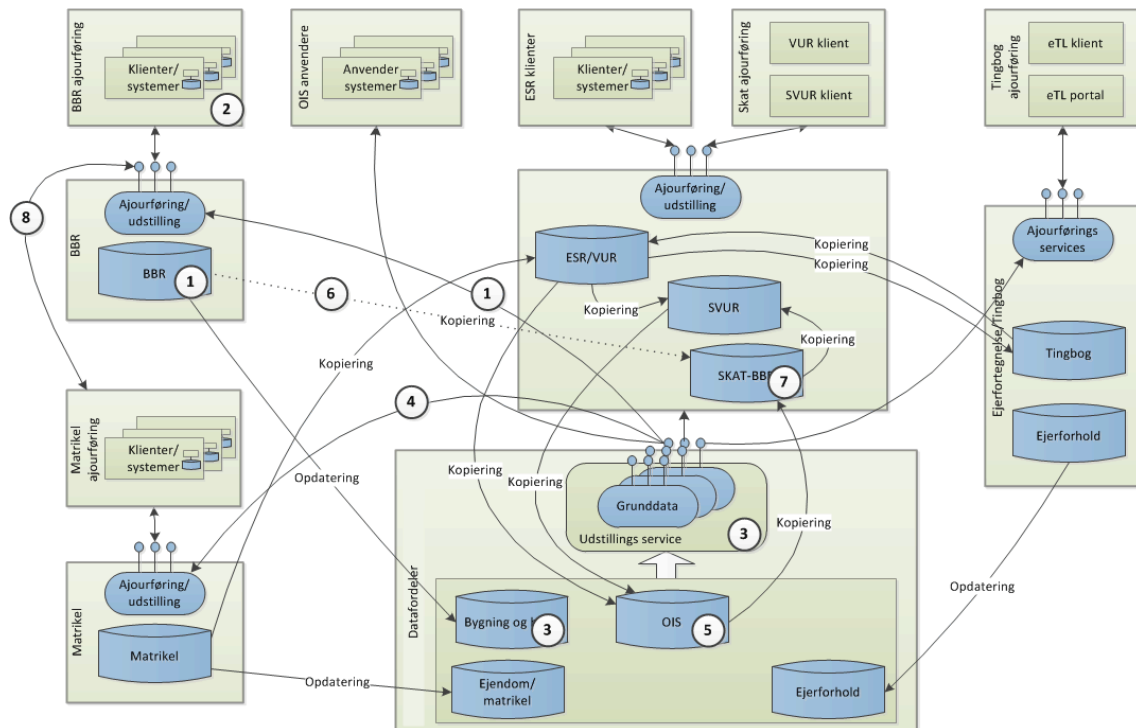 BBR ajourføring
Klienter/
systemer
2
OIS anvendere
Anvender
systemer
ESR klienter
Klienter/
systemer
Skat ajourføring
VUR klient
SVUR klient
Tingbog
ajourføring
eTL klient
eTL portal
8
BBR
Ajourføring/
udstilling
BBR
1
6
1
Kopiering
Kopiering
Ajourføring/
udstilling
ESR/VUR
Kopiering
SVUR
Kopiering
SKAT-BBR
7
Kopiering
Kopiering
Ejerfortegnelse/Tingbog
Ajourførings
services
Tingbog
Ejerforhold
Matrikel
ajourføring
Klienter/
systemer
4
Opdatering
Kopiering
Kopiering
Kopiering
Opdatering
Matrikel
Ajourføring/
udstilling
Matrikel
Opdatering
Datafordeler
Grunddata
Udstillings service
3
Bygning og
3
OIS
5
Ejendom/
matrikel
Ejerforhold